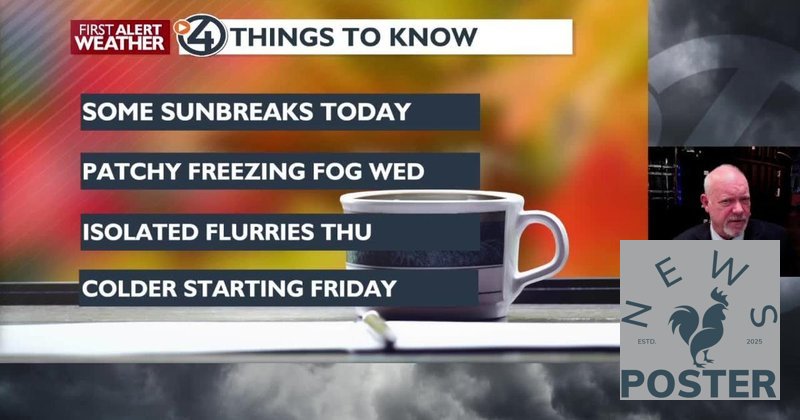 FIRST ALERT
WEATHER
4 THINGS TO KNOW
SOME SUNBREAKS TODAY
PATCHY FREEZING FOG WED
ISOLATED FLURRIES THU
COLDER STARTING FRIDAY
NEWS
ESTD. 2025
POSTER